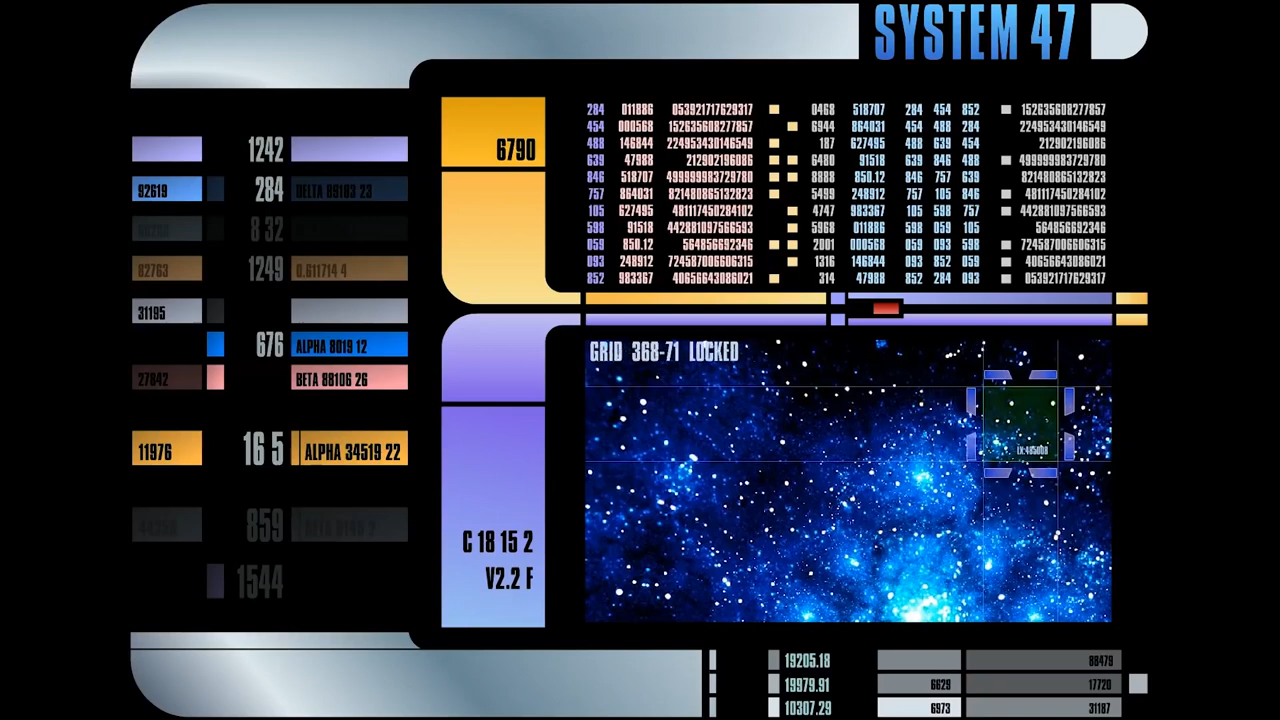 SYSTEM 47
1242
92619 284 DELTA 89103 23
8 32
82763 1249 0.611714 4
31195
676 ALPHA 8019 12
27842 BETA 88106 26
11976 16 5 ALPHA 34519 22
859
1544
6790
C 18 15 2
V2.2 F
284 011886 053921717629317 0468 518707 284 454 852 152635608277857
454 000568 152635608277857 6944 864031 454 488 284 224953430146549
488 146844 224953430146549 187 627495 488 639 454 212902196086
639 47988 212902196086 6480 91518 639 846 488 499999983729780
846 518707 499999983729780 8888 850.12 846 757 639 821480865132823
757 864031 821480865132823 5499 248912 757 105 846 481117450284102
105 627495 481117450284102 4747 983367 105 598 757 442881097566593
598 91518 442881097566593 5968 011886 598 059 105 564856692346
059 850.12 564856692346 2001 000568 059 093 598 724587006606315
093 248912 724587006606315 1316 146844 093 852 059 40656643086021
852 983367 40656643086021 314 47988 852 284 093 053921717629317
GRID 368-71 LOCKED
19205.18 88479
19979.91 6629 17720
10307.29 6973 31187